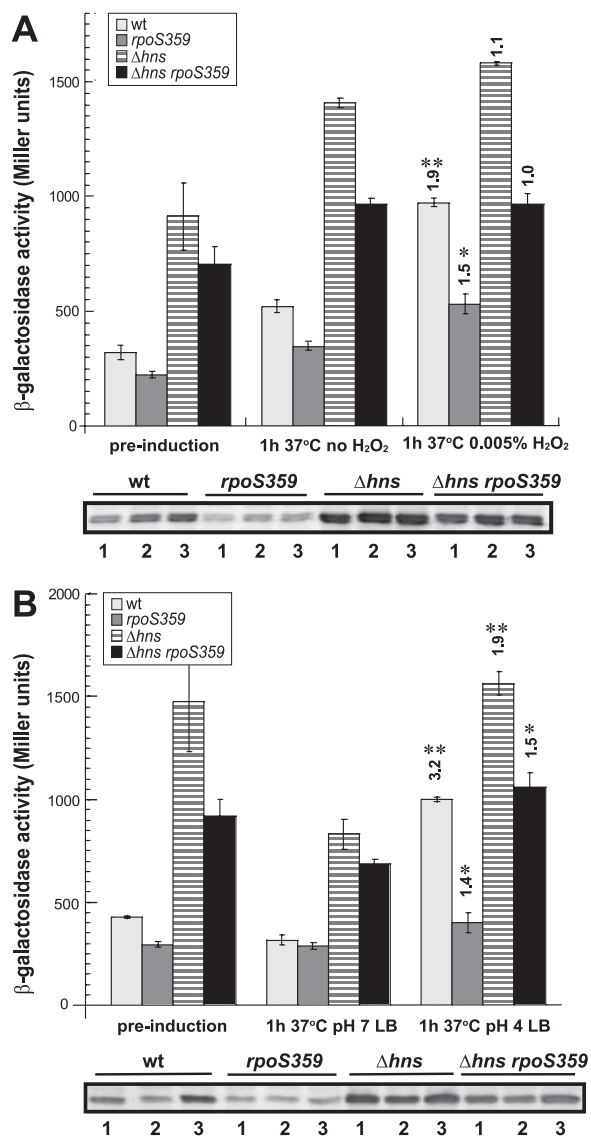 A
wt
rpoS359
Δhns
Δhns rpoS359
β-galactosidase activity (Miller units)
1500
1000
500
0
1.9**
1.5 *
1.1
1.0
pre-induction
1h 37°C no H₂O₂
1h 37°C 0.005% H₂O₂
wt rpoS359 Δhns Δhns rpoS359
1 2 3 1 2 3 1 2 3 1 2 3
B
wt
rpoS359
Δhns
Δhns rpoS359
β-galactosidase activity (Miller units)
2000
1500
1000
500
0
3.2**
1.4*
1.9**
1.5 *
pre-induction
1h 37°C pH 7 LB
1h 37°C pH 4 LB
wt rpoS359 Δhns Δhns rpoS359
1 2 3 1 2 3 1 2 3 1 2 3